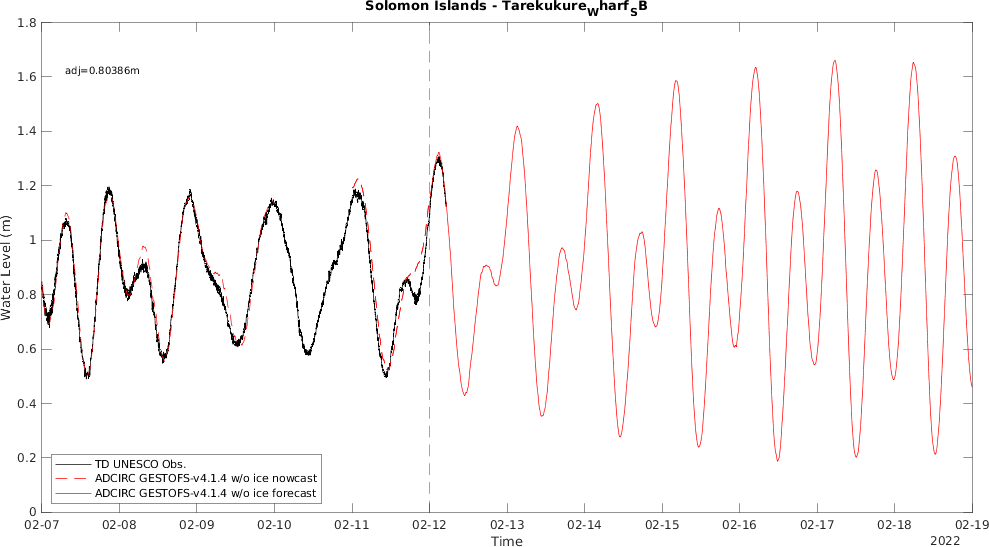 Solomon Islands - Tarekukure_Wharf_SB
1.8
1.6
1.4
1.2
1
0.8
0.6
0.4
0.2
0
Water Level (m)
adj=0.80386m
TD UNESCO Obs.
ADCIRC GESTOFS-v4.1.4 w/o ice nowcast
ADCIRC GESTOFS-v4.1.4 w/o ice forecast
02-07 02-08 02-09 02-10 02-11 02-12 02-13 02-14 02-15 02-16 02-17 02-18 02-19
Time
2022